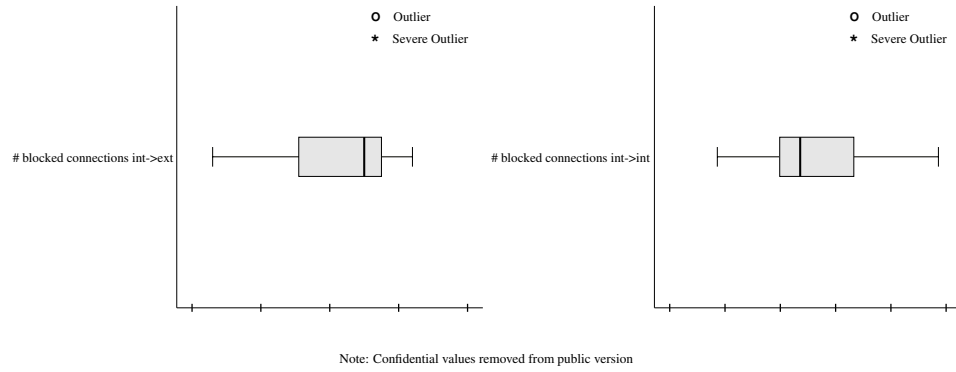 O Outlier
* Severe Outlier
# blocked connections int->ext
O Outlier
* Severe Outlier
# blocked connections int->int
Note: Confidential values removed from public version